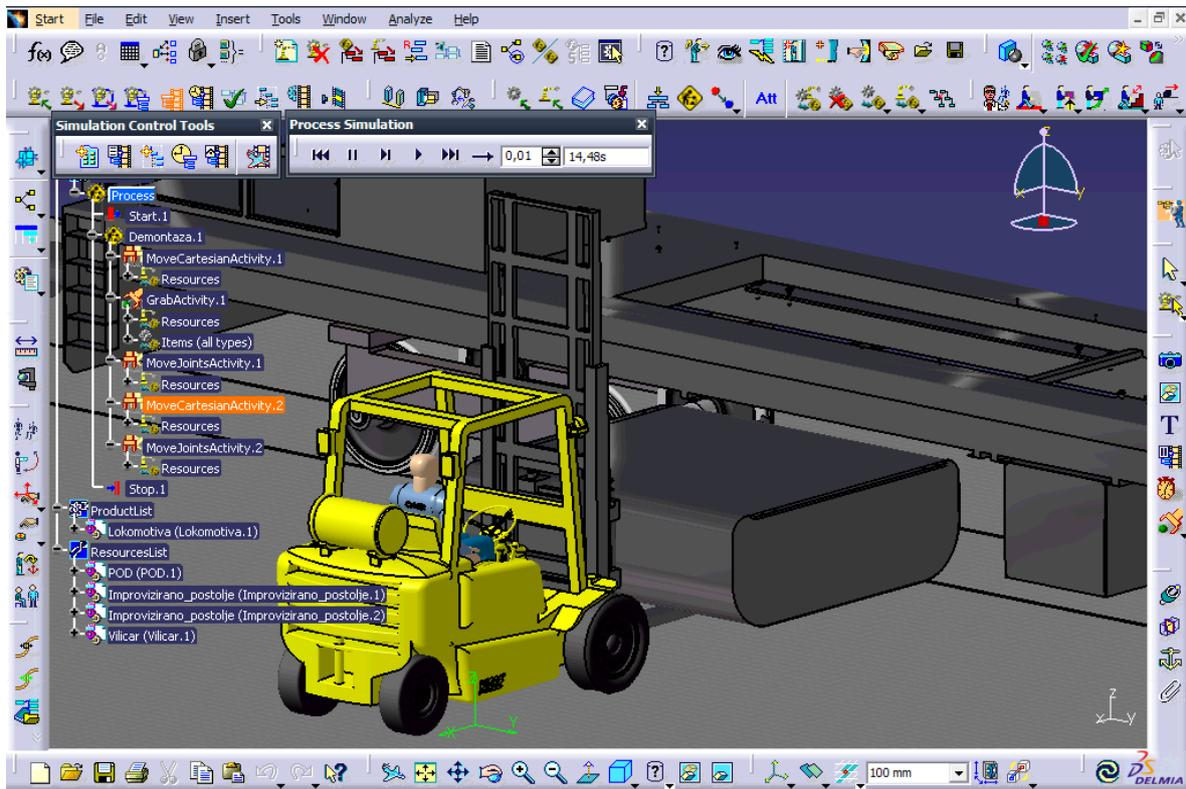 Start File Edit View Insert Tools Window Analyze Help
f(x)
Att
Simulation Control Tools
Process Simulation
0,01 14,48s
Process
Start.1
Demontaza.1
MoveCartesianActivity.1
Resources
GrabActivity.1
Resources
Items (all types)
MoveJointsActivity.1
Resources
MoveCartesianActivity.2
Resources
MoveJointsActivity.2
Resources
Stop.1
ProductList
Lokomotiva (Lokomotiva.1)
ResourcesList
POD (POD.1)
Improvizirano_postolje (Improvizirano_postolje.1)
Improvizirano_postolje (Improvizirano_postolje.2)
Vilicar (Vilicar.1)
z
x y
z
x y
z
x y
100 mm
DS DELMIA